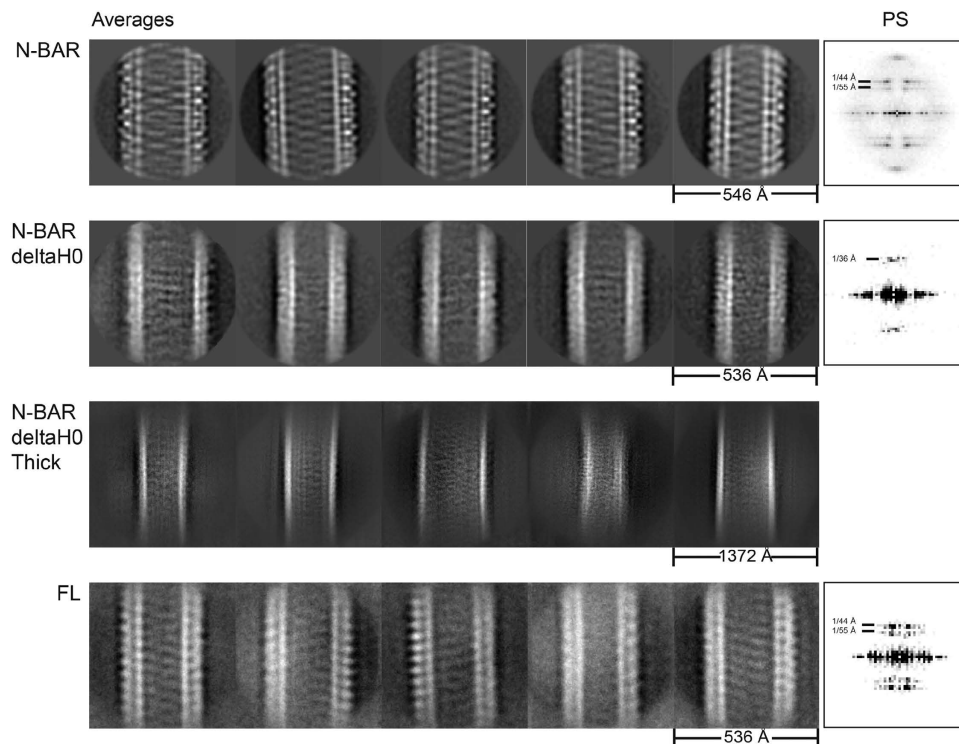 Averages
PS
N-BAR
1/44 Å
1/55 Å
546 Å
N-BAR
deltaH0
1/36 Å
536 Å
N-BAR
deltaH0
Thick
1372 Å
FL
1/44 Å
1/55 Å
536 Å